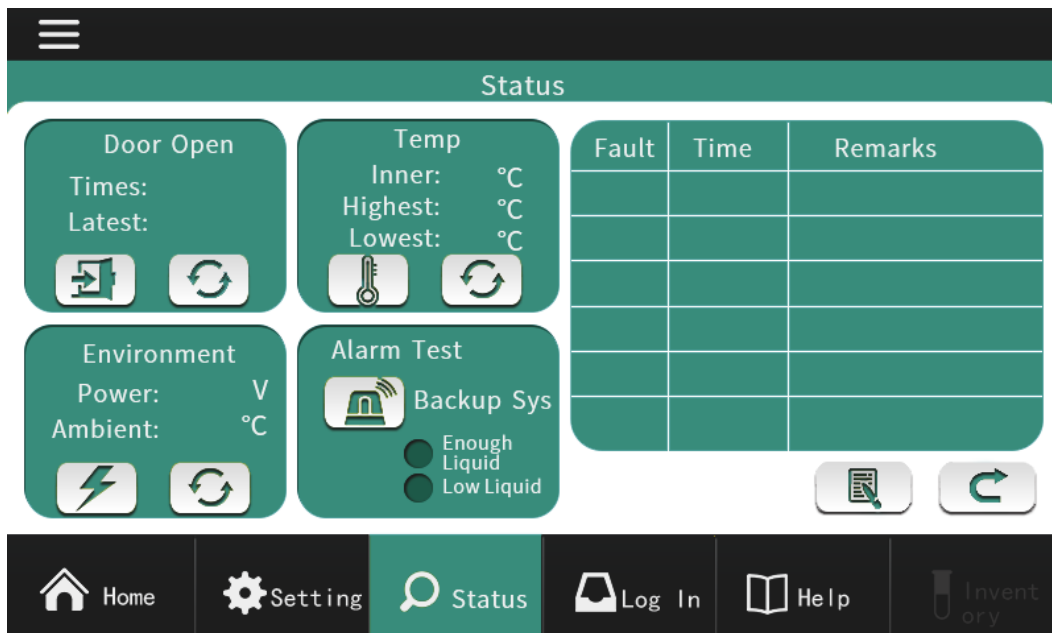 Status
Door Open
Times:
Latest:
Temp
Inner: °C
Highest: °C
Lowest: °C
Environment
Power: V
Ambient: °C
Alarm Test
Backup Sys
Enough
Liquid
Low Liquid
Fault Time Remarks
Home Setting Status Log In Help Invent
ory